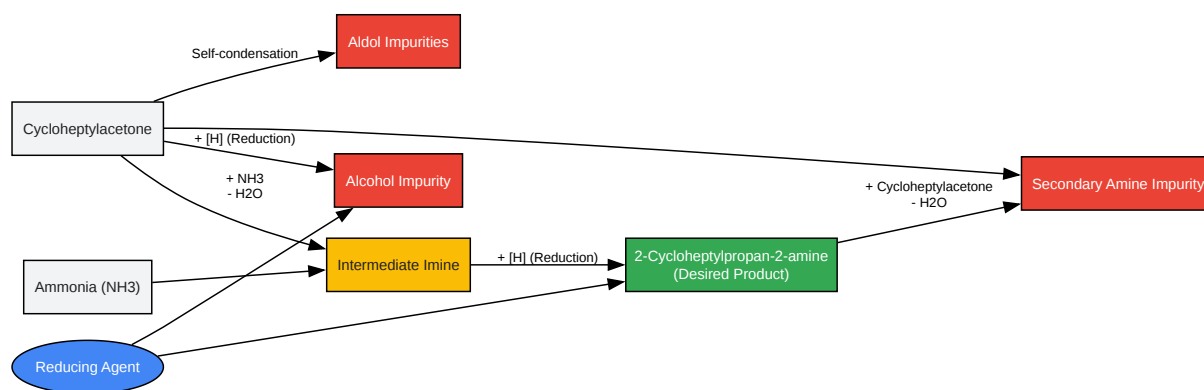 Aldol Impurities
Self-condensation
Cycloheptylacetone
+ [H] (Reduction)
Alcohol Impurity
+ NH3
- H2O
+ Cycloheptylacetone
- H2O
Secondary Amine Impurity
Intermediate Imine
+ [H] (Reduction)
2-Cycloheptylpropan-2-amine
(Desired Product)
Ammonia (NH3)
Reducing Agent